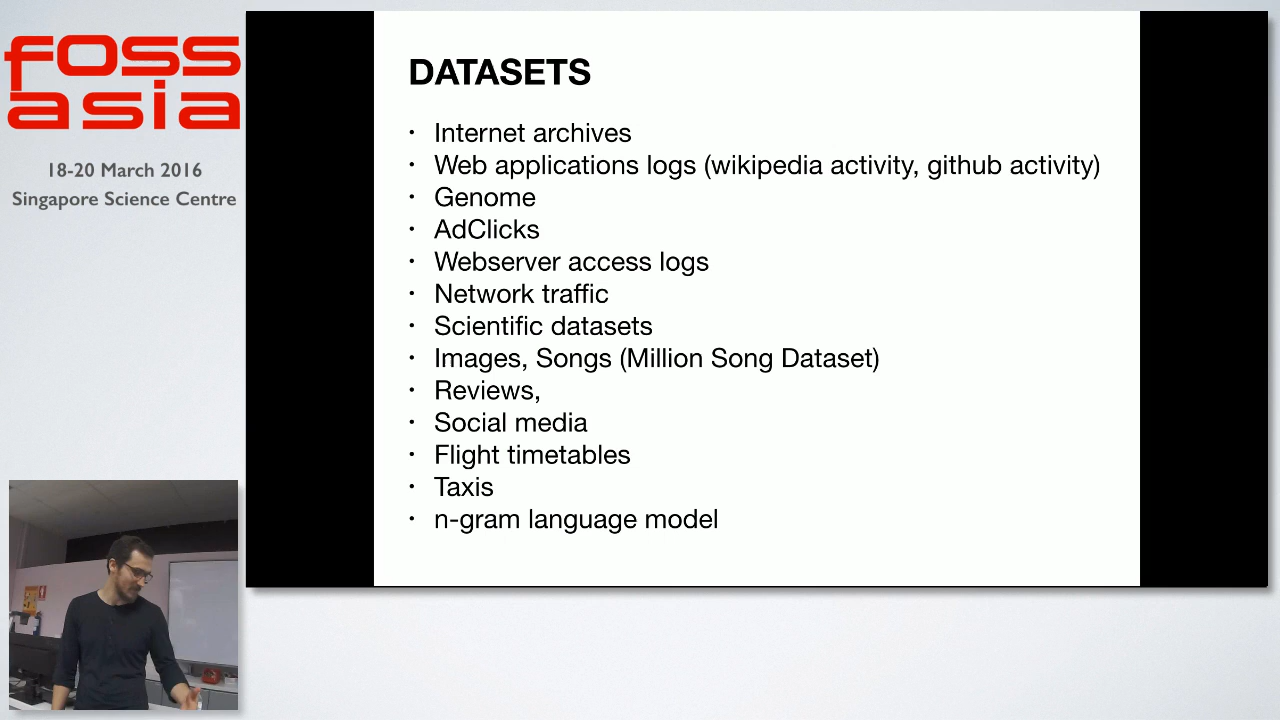 foss
asia
18-20 March 2016
Singapore Science Centre
DATASETS
• Internet archives
• Web applications logs (wikipedia activity, github activity)
• Genome
• AdClicks
• Webserver access logs
• Network traffic
• Scientific datasets
• Images, Songs (Million Song Dataset)
• Reviews,
• Social media
• Flight timetables
• Taxis
• n-gram language model